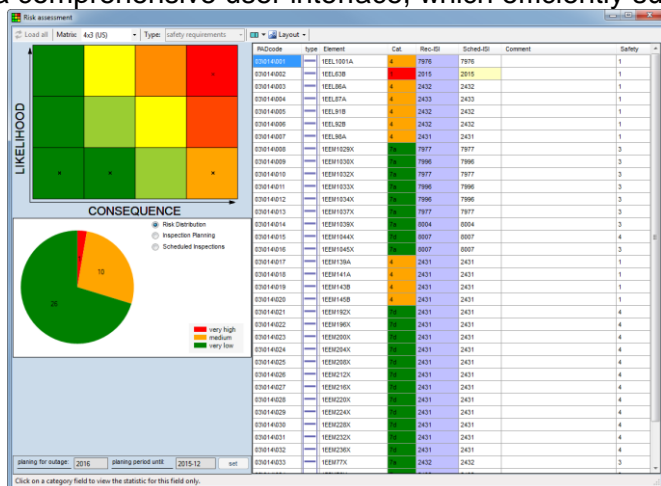 a comprehensive user interface, which efficiently
Risk assessment
Load all Matrix: 4x3 (US) Type: safety requirements Layout
LIKELIHOOD
x
x x x
CONSEQUENCE
Risk Distribution
Inspection Planning
Scheduled Inspections
10
25
very high
medium
very low
planing for outage: 2016 planing period until 2015-12 set
PADcode type Element Cat. Rec-ISI Sched-ISI Comment Safety
03\014\001 1EEL1001A 4 7976 7976 1
03\014\002 1EEL83B 2015 2015 1
03\014\003 1EEL86A 4 2432 2432 1
03\014\004 1EEL87A 4 2433 2433 1
03\014\005 1EEL91B 4 2432 2432 1
03\014\006 1EEL92B 4 2432 2432 1
03\014\007 1EEL98A 4 2431 2431 1
03\014\008 1EEM1029X 7977 7977 3
03\014\009 1EEM1030X 7996 7996 3
03\014\010 1EEM1032X 7977 7977 3
03\014\011 1EEM1033X 7996 7996 3
03\014\012 1EEM1034X 7996 7996 3
03\014\013 1EEM1037X 7977 7977 3
03\014\014 1EEM1039X 8004 8004 3
03\014\015 1EEM1044X 8007 8007 4
03\014\016 1EEM1045X 8007 8007 3
03\014\017 1EEM139A 4 2431 2431 1
03\014\018 1EEM141A 4 2431 2431 1
03\014\019 1EEM143B 4 2431 2431 1
03\014\020 1EEM145B 4 2431 2431 1
03\014\021 1EEM192X 2431 2431 4
03\014\022 1EEM196X 2431 2431 4
03\014\023 1EEM200X 2431 2431 4
03\014\024 1EEM204X 2431 2431 4
03\014\025 1EEM208X 2431 2431 4
03\014\026 1EEM212X 2431 2431 4
03\014\027 1EEM216X 2431 2431 4
03\014\028 1EEM220X 2431 2431 4
03\014\029 1EEM224X 2431 2431 4
03\014\030 1EEM228X 2431 2431 4
03\014\031 1EEM232X 2431 2431 4
03\014\032 1EEM236X 2431 2431 4
03\014\033 1EEM77X 2432 2432 3
Click on a category field to view the statistic for this field only.